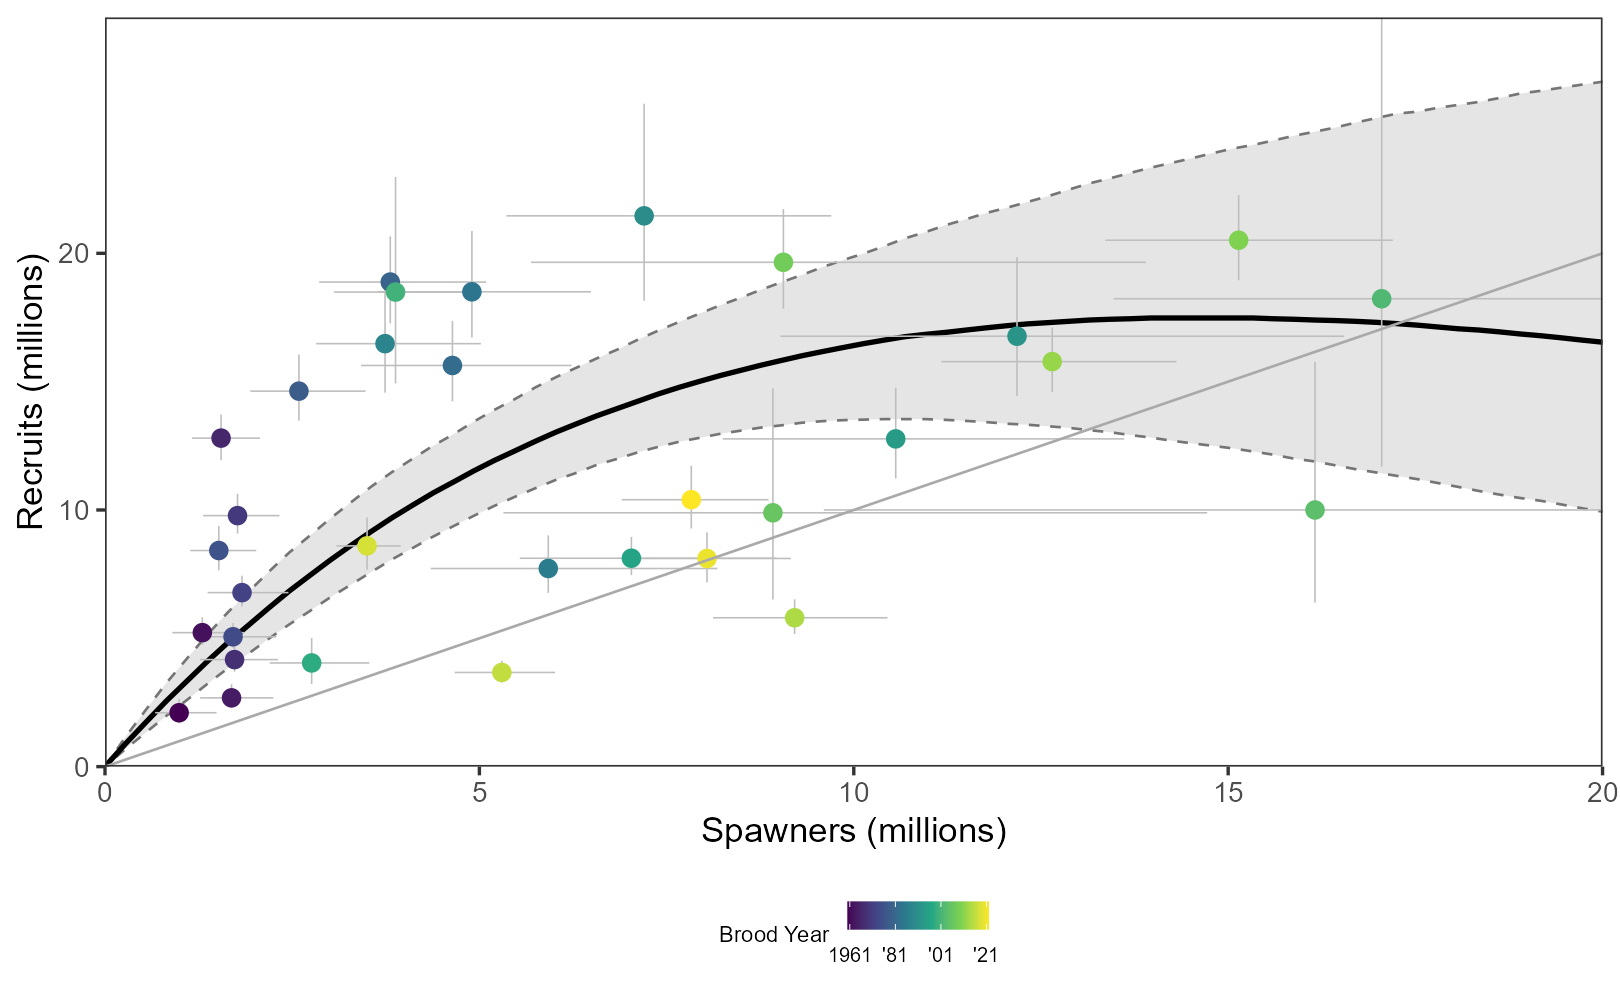 Recruits (millions)
20
10
0
0 5 10 15 20
Spawners (millions)
Brood Year
1961 '81 '01 '21